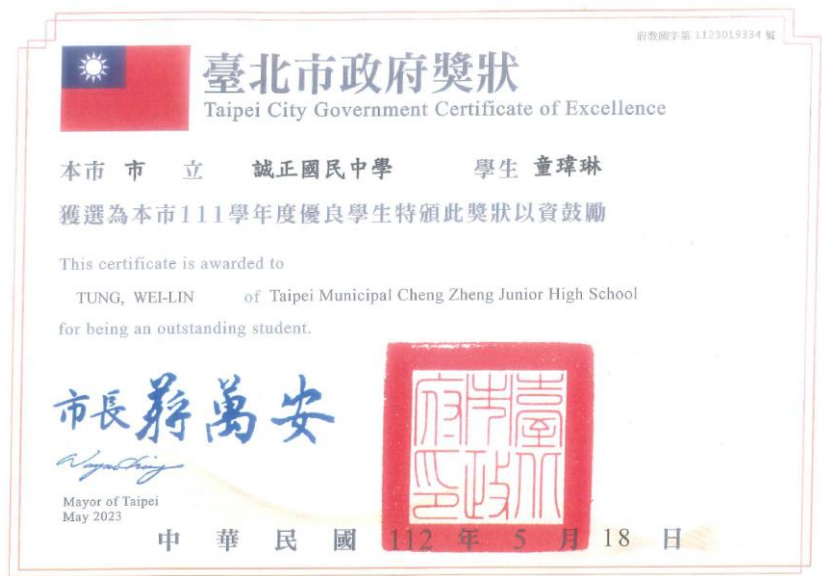 府教國字第 1123019334 號
臺北市政府獎狀
Taipei City Government Certificate of Excellence
本市 市 立 誠正國民中學 學生 童瑋琳
獲選為本市111學年度優良學生特頒此獎狀以資鼓勵
This certificate is awarded to
TUNG, WEI-LIN of Taipei Municipal Cheng Zheng Junior High School
for being an outstanding student.
市長蔣萬安
臺北市政府印
Mayor of Taipei
May 2023
中 華 民 國 112 年 5 月 18 日